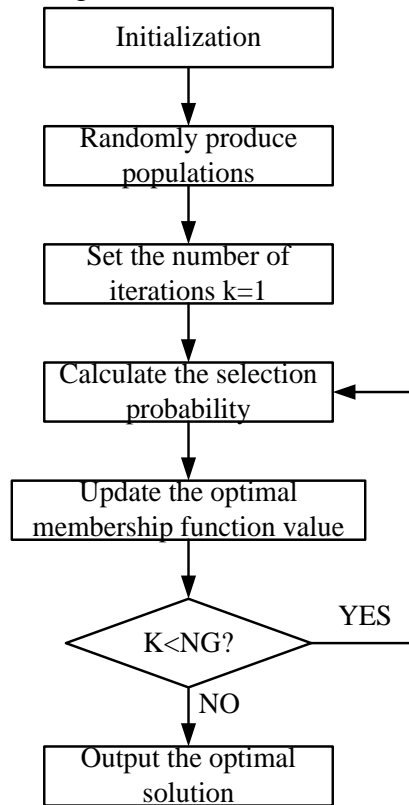 Initialization
Randomly produce
populations
Set the number of
iterations k=1
Calculate the selection
probability
Update the optimal
membership function value
K<NG?
YES
NO
Output the optimal
solution